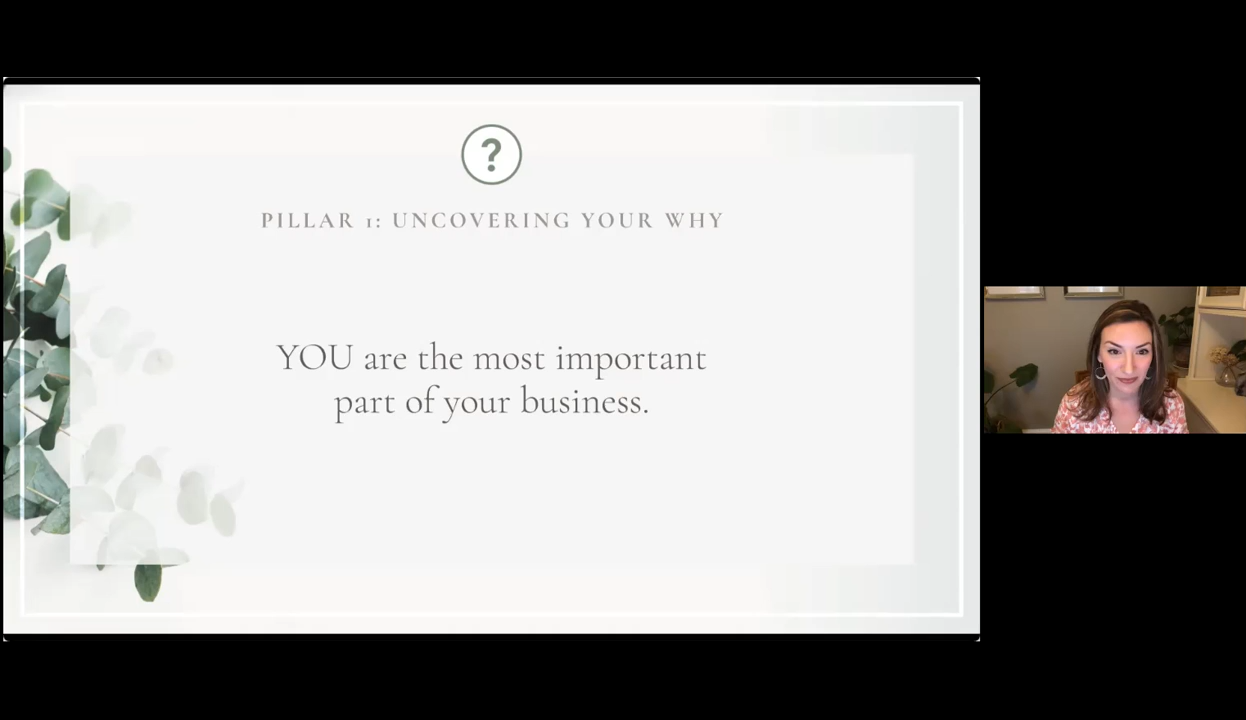 ?
PILLAR 1: UNCOVERING YOUR WHY
YOU are the most important
part of your business.